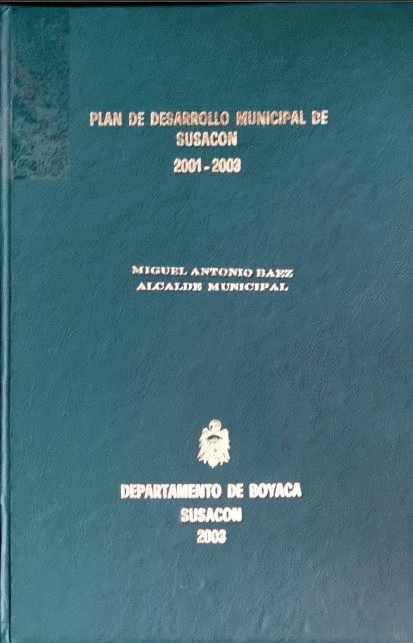 PLAN DE DESARROLLO MUNICIPAL DE
SUSACON
2001-2003
MIGUEL ANTONIO BAEZ
ALCALDE MUNICIPAL
DEPARTAMENTO DE BOYACA
SUSACON
2003